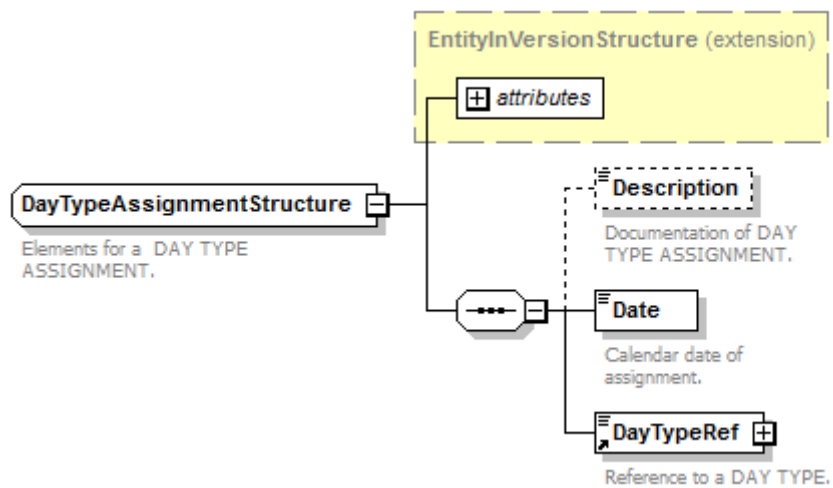 EntityInVersionStructure (extension)
attributes
DayTypeAssignmentStructure
Elements for a DAY TYPE
ASSIGNMENT.
Description
Documentation of DAY
TYPE ASSIGNMENT.
Date
Calendar date of
assignment.
DayTypeRef
Reference to a DAY TYPE.